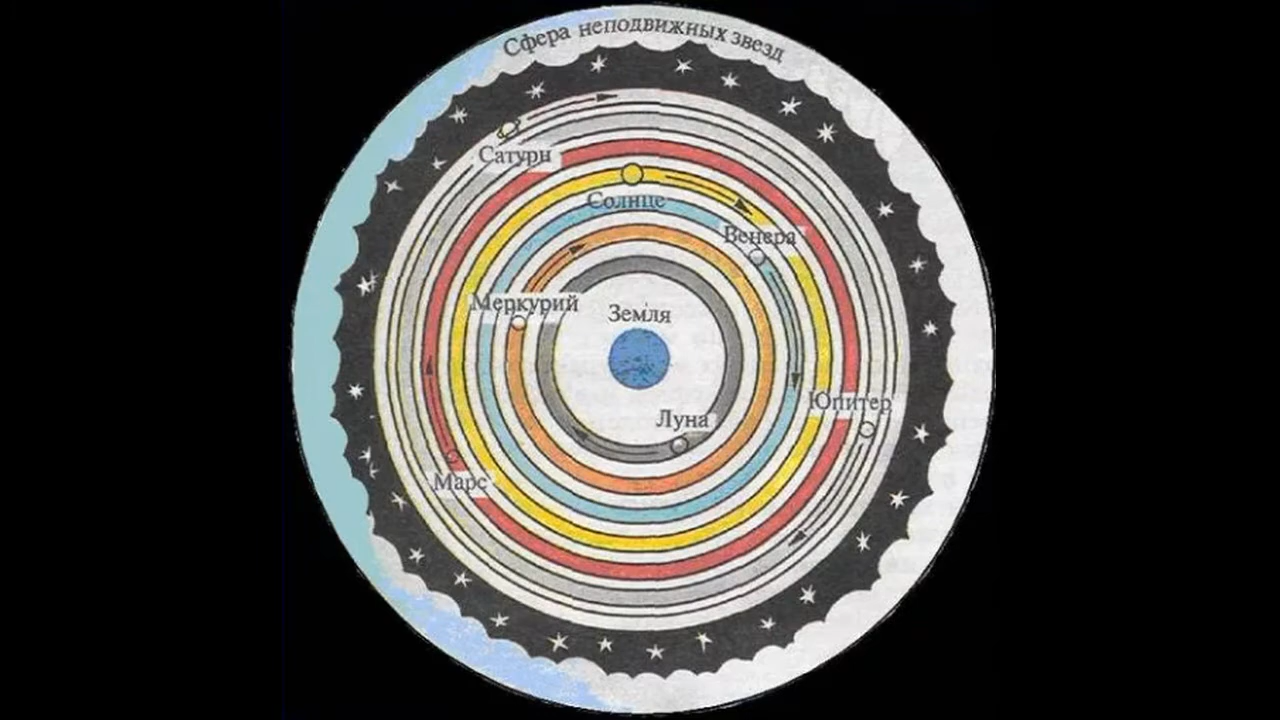 Сфера неподвижных звезд
Сатурн
Солнце
Венера
Меркурий
Земля
Юпитер
Луна
Марс